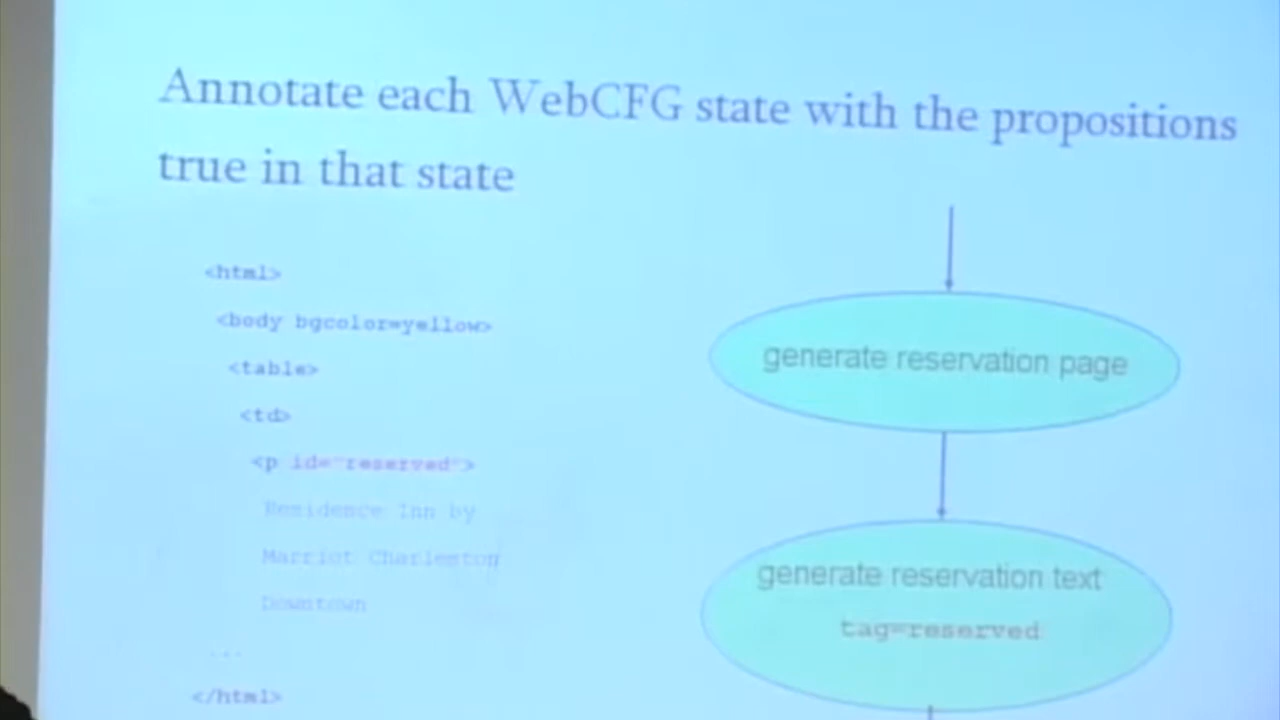 Annotate each WebCFG state with the propositions
true in that state
<html>
<body bgcolor=yellow>
<table>
<td>
<p id="reserved">
Residence Inn by
Marriot Charleston
Downtown
...
</html>
generate reservation page
generate reservation text
tag=reserved